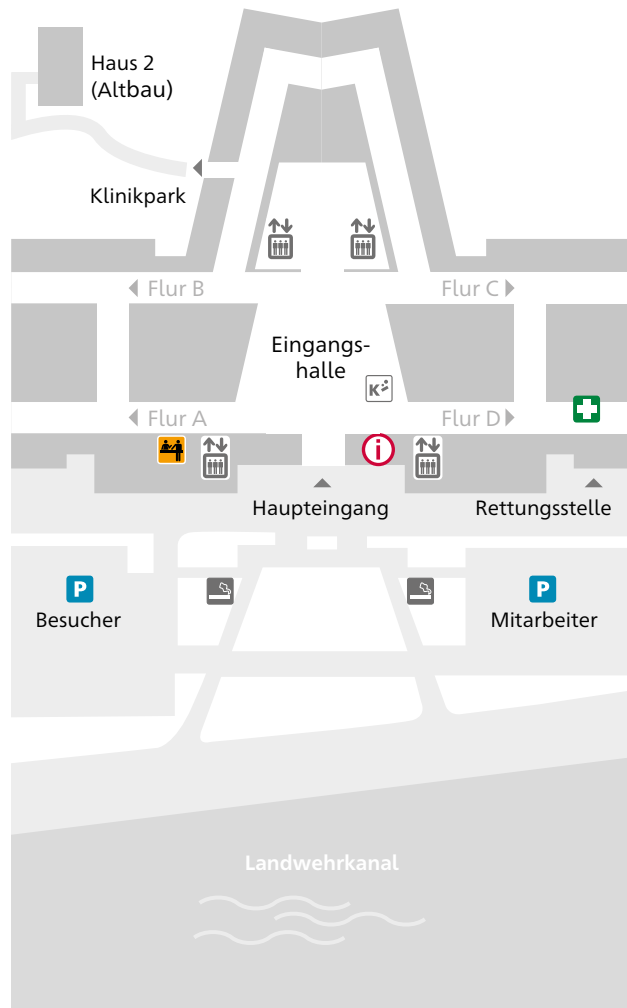 Haus 2
(Altbau)
Klinikpark
Flur B
Flur C
Eingangs-
halle
K
Flur A
Flur D
i
Haupteingang
Rettungsstelle
P
Besucher
P
Mitarbeiter
Landwehrkanal